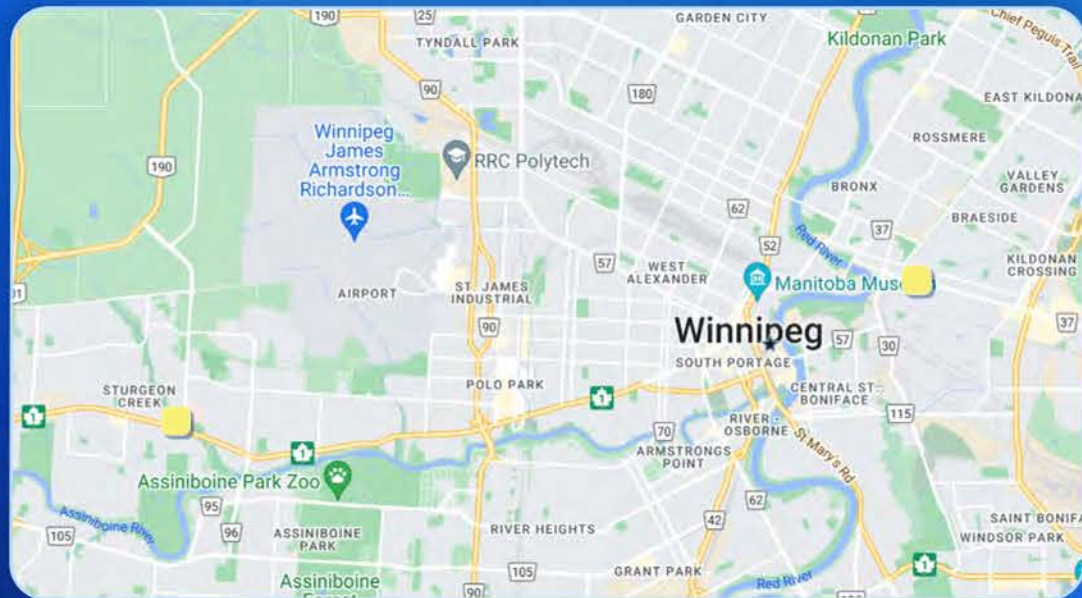 190
25
GARDEN CITY
Chief Peguis Trail
TYNDALL PARK
Kildonan Park
90
180
EAST KILDONA
Winnipeg
James
Armstrong
Richardson...
ROSSMERE
190
RRC Polytech
VALLEY
GARDENS
BRONX
62
BRAESIDE
37
52
Red River
57
WEST
ALEXANDER
KILDONAN
CROSSING
Manitoba Mus
AIRPORT
ST. JAMES
INDUSTRIAL
90
37
Winnipeg
57
30
SOUTH PORTAGE
POLO PARK
STURGEON
CREEK
1
1
CENTRAL ST.
BONIFACE
115
RIVER -
OSBORNE
70
St Mary's Rd
ARMSTRONGS
POINT
1
Assiniboine Park Zoo
95
62
Assiniboine River
96
42
105
ASSINIBOINE
PARK
RIVER HEIGHTS
SAINT BONIFA
WINDSOR PARK
1
105
GRANT PARK
Red River
Assiniboine
90